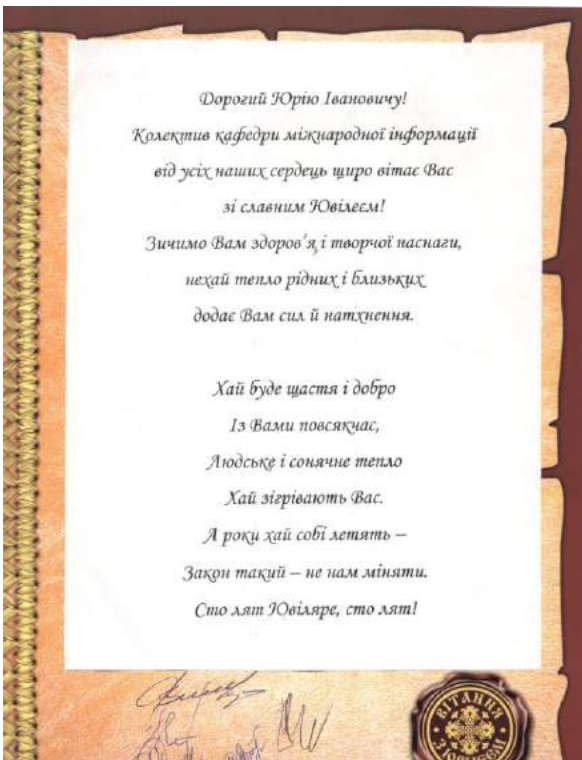 Дорогий Юрію Івановичу!
Колектив кафедри міжнародної інформації
від усіх наших сердець щиро вітає Вас
зі славним Ювілеєм!
Зичимо Вам здоров'я, і творчої наснаги,
нехай тепло рідних і близьких
додає Вам сил й натхнення.
Хай буде щастя і добро
Із Вами повсякчас,
Людське і сонячне тепло
Хай зігрівають Вас.
А роки хай собі летять –
Закон такий – не нам міняти.
Сто лят Ювіляре, сто лят!
ВІТАННЯ
З ЮВІЛЕЄМ